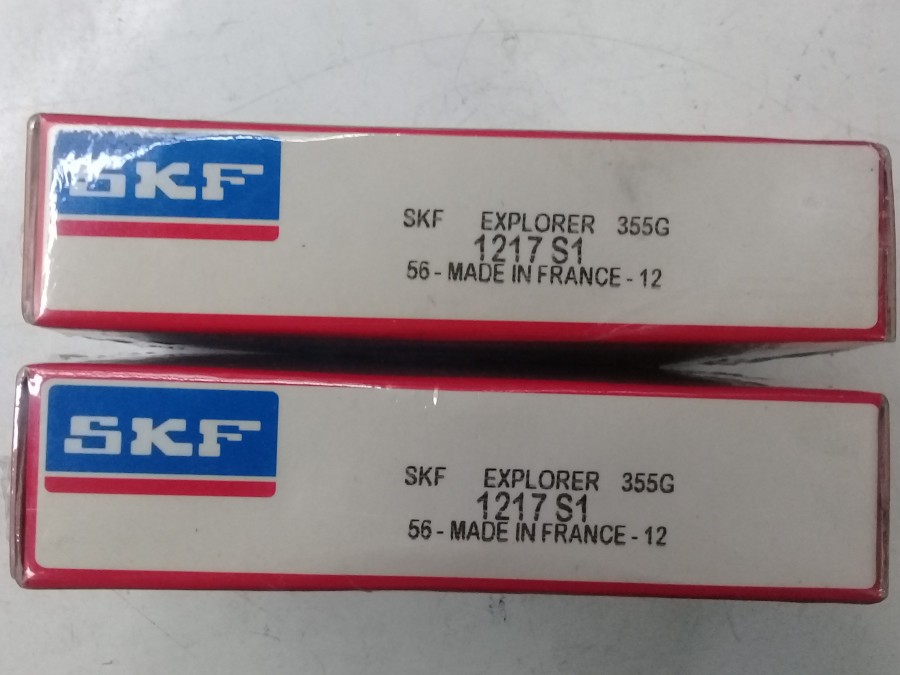 SKF
SKF EXPLORER 355G
1217 S1
56 - MADE IN FRANCE - 12
SKF
SKF EXPLORER 355G
1217 S1
56 - MADE IN FRANCE - 12